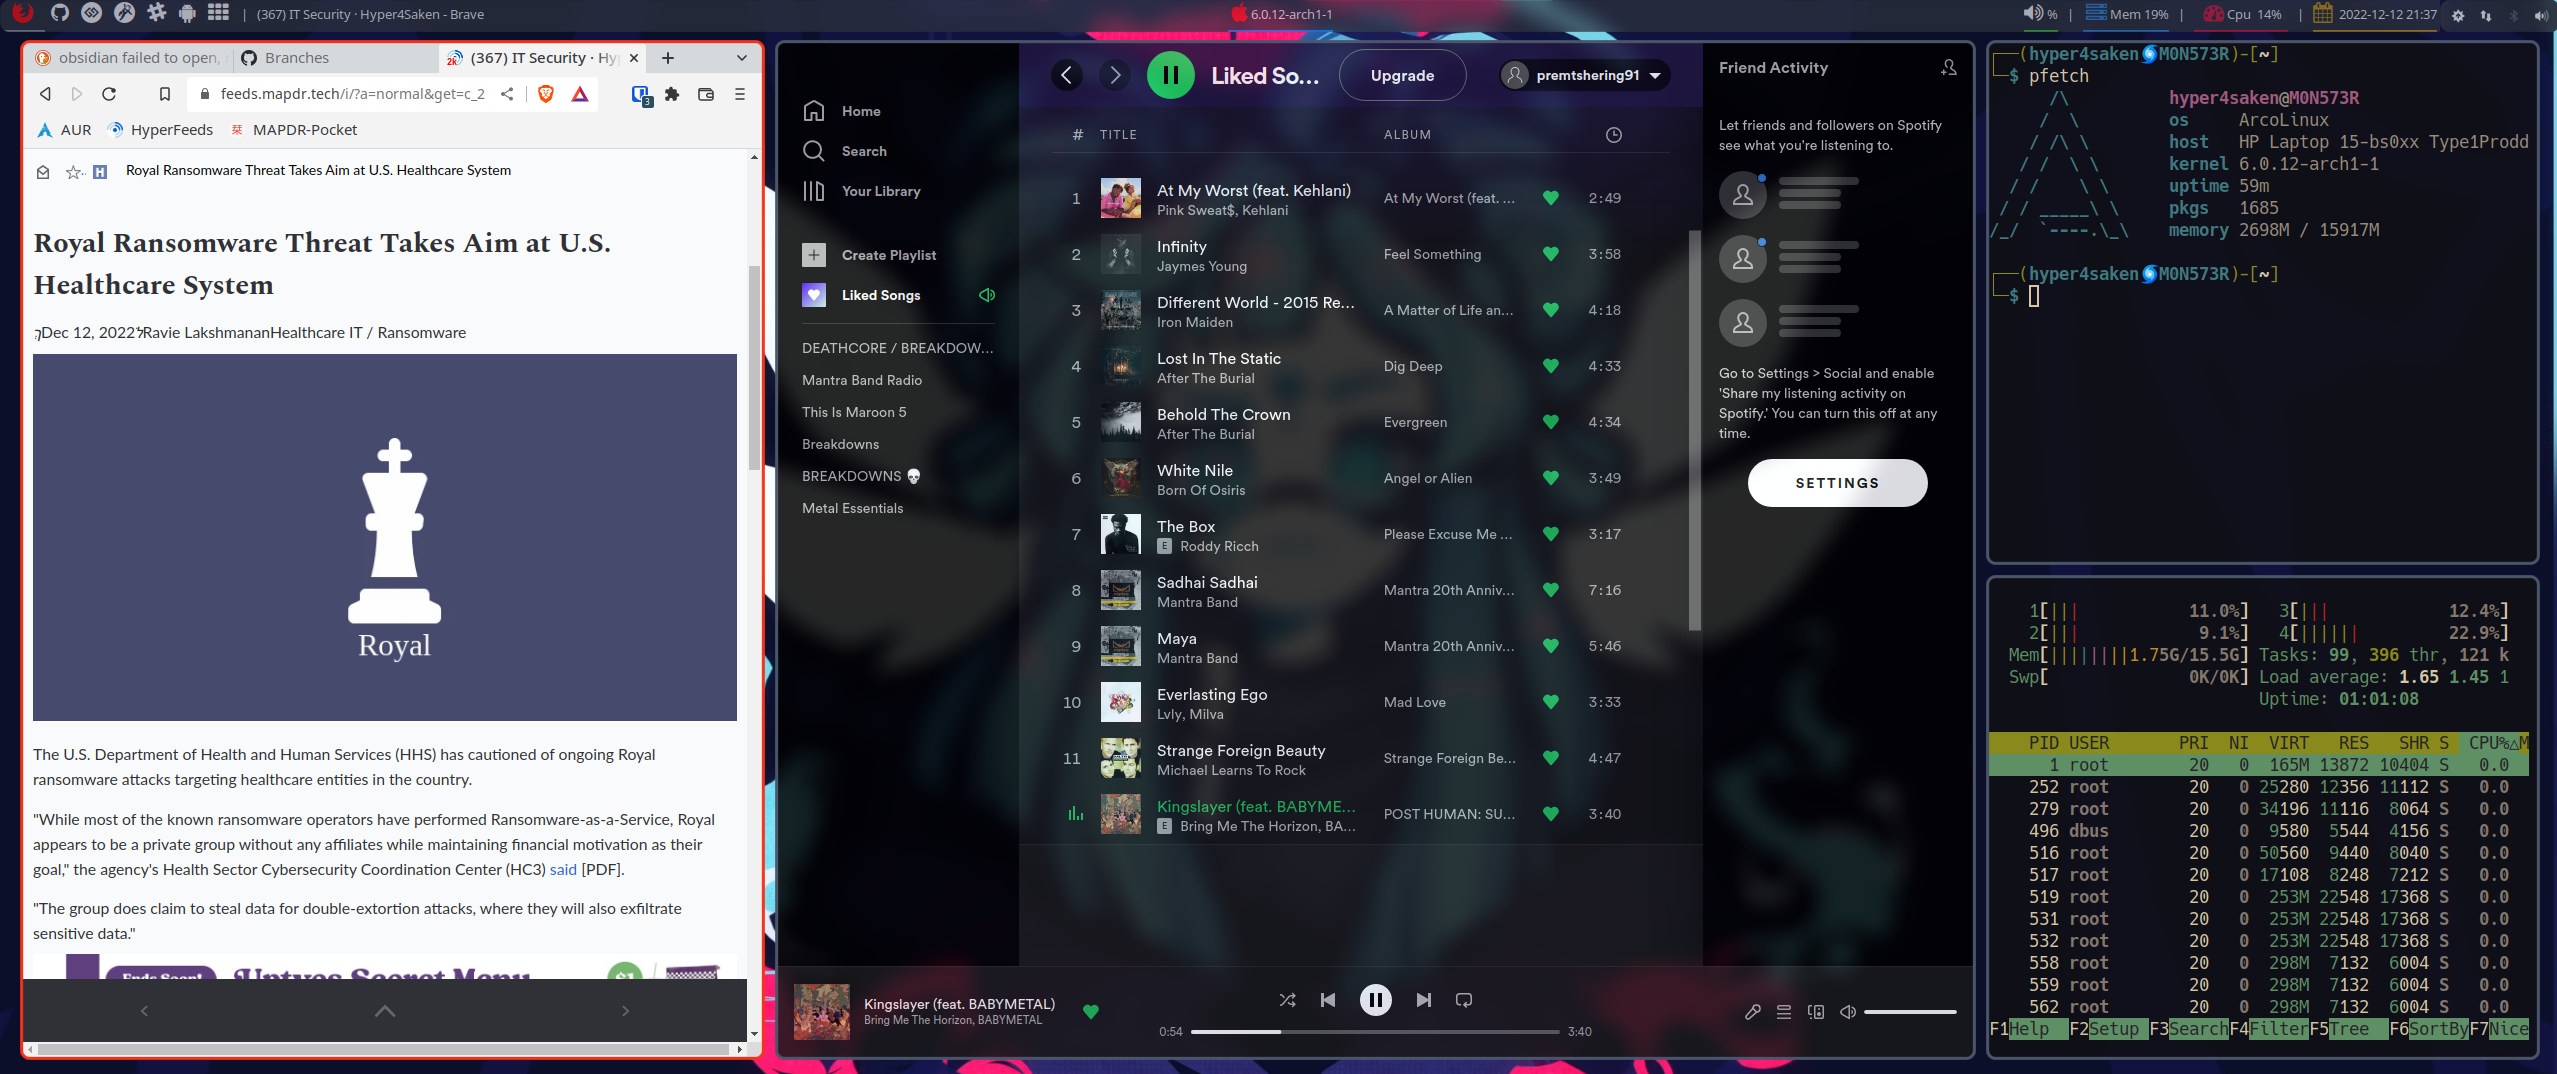 | (367) IT Security · Hyper4Saken - Brave
6.0.12-arch1-1
% | Mem 19% | Cpu 14% | 2022-12-12 21:37
obsidian failed to open,
Branches
(367) IT Security · Hy
feeds.mapdr.tech/i/?a=normal&get=c_2
3
AUR HyperFeeds MAPDR-Pocket
Royal Ransomware Threat Takes Aim at U.S. Healthcare System
Royal Ransomware Threat Takes Aim at U.S.
Healthcare System
Dec 12, 2022 Ravie LakshmananHealthcare IT / Ransomware
Royal
The U.S. Department of Health and Human Services (HHS) has cautioned of ongoing Royal
ransomware attacks targeting healthcare entities in the country.
"While most of the known ransomware operators have performed Ransomware-as-a-Service, Royal
appears to be a private group without any affiliates while maintaining financial motivation as their
goal," the agency's Health Sector Cybersecurity Coordination Center (HC3) said [PDF].
"The group does claim to steal data for double-extortion attacks, where they will also exfiltrate
sensitive data."
Ends Soon! Uptycs Secret Menu $1
Home
Search
Your Library
Create Playlist
Liked Songs
DEATHCORE / BREAKDOW...
Mantra Band Radio
This Is Maroon 5
Breakdowns
BREAKDOWNS 💀
Metal Essentials
Liked So...
Upgrade
premtshering91
# TITLE ALBUM
1 At My Worst (feat. Kehlani) At My Worst (feat. ... 2:49
Pink Sweat$, Kehlani
2 Infinity Feel Something 3:58
Jaymes Young
3 Different World - 2015 Re... A Matter of Life an... 4:18
Iron Maiden
4 Lost In The Static Dig Deep 4:33
After The Burial
5 Behold The Crown Evergreen 4:34
After The Burial
6 White Nile Angel or Alien 3:49
Born Of Osiris
7 The Box Please Excuse Me ... 3:17
E Roddy Ricch
8 Sadhai Sadhai Mantra 20th Anniv... 7:16
Mantra Band
9 Maya Mantra 20th Anniv... 5:46
Mantra Band
10 Everlasting Ego Mad Love 3:33
Lvly, Milva
11 Strange Foreign Beauty Strange Foreign Be... 4:47
Michael Learns To Rock
Kingslayer (feat. BABYME... POST HUMAN: SU... 3:40
E Bring Me The Horizon, BA...
Friend Activity
Let friends and followers on Spotify
see what you're listening to.
Go to Settings > Social and enable
'Share my listening activity on
Spotify.' You can turn this off at any
time.
SETTINGS
Kingslayer (feat. BABYMETAL)
Bring Me The Horizon, BABYMETAL
0:54 3:40
(hyper4saken🌀M0N573R)-[~]
$ pfetch
hyper4saken@M0N573R
os ArcoLinux
host HP Laptop 15-bs0xx Type1Prodd
kernel 6.0.12-arch1-1
uptime 59m
pkgs 1685
memory 2698M / 15917M
(hyper4saken🌀M0N573R)-[~]
$
1[||| 11.0%] 3[||| 12.4%]
2[||| 9.1%] 4[|||||| 22.9%]
Mem[||||||||1.75G/15.5G] Tasks: 99, 396 thr, 121 k
Swp[ 0K/0K] Load average: 1.65 1.45 1
Uptime: 01:01:08
PID USER PRI NI VIRT RES SHR S CPU%△M
1 root 20 0 165M 13872 10404 S 0.0
252 root 20 0 25280 12356 11112 S 0.0
279 root 20 0 34196 11116 8064 S 0.0
496 dbus 20 0 9580 5544 4156 S 0.0
516 root 20 0 50560 9440 8040 S 0.0
517 root 20 0 17108 8248 7212 S 0.0
519 root 20 0 253M 22548 17368 S 0.0
531 root 20 0 253M 22548 17368 S 0.0
532 root 20 0 253M 22548 17368 S 0.0
558 root 20 0 298M 7132 6004 S 0.0
559 root 20 0 298M 7132 6004 S 0.0
562 root 20 0 298M 7132 6004 S 0.0
F1Help F2Setup F3SearchF4FilterF5Tree F6SortByF7Nice